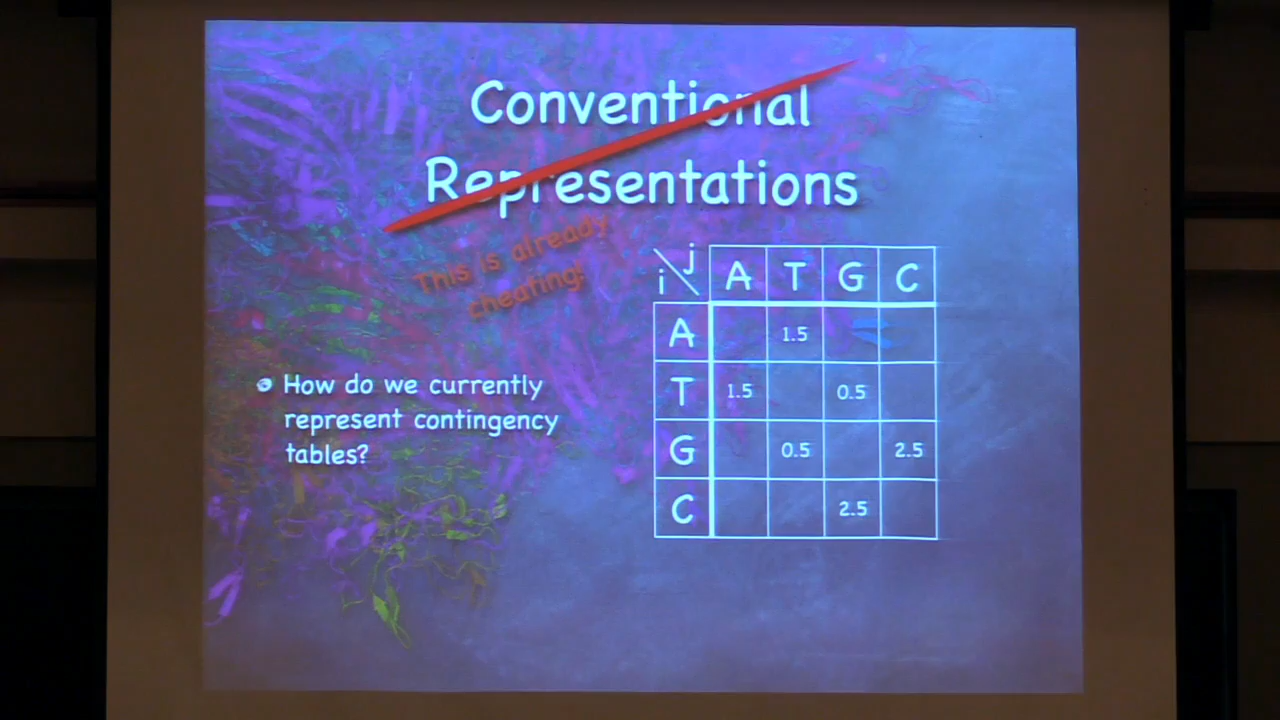 Conventional
Representations
This is already
cheating!
How do we currently
represent contingency
tables?
i j A T G C
A 1.5
T 1.5 0.5
G 0.5 2.5
C 2.5